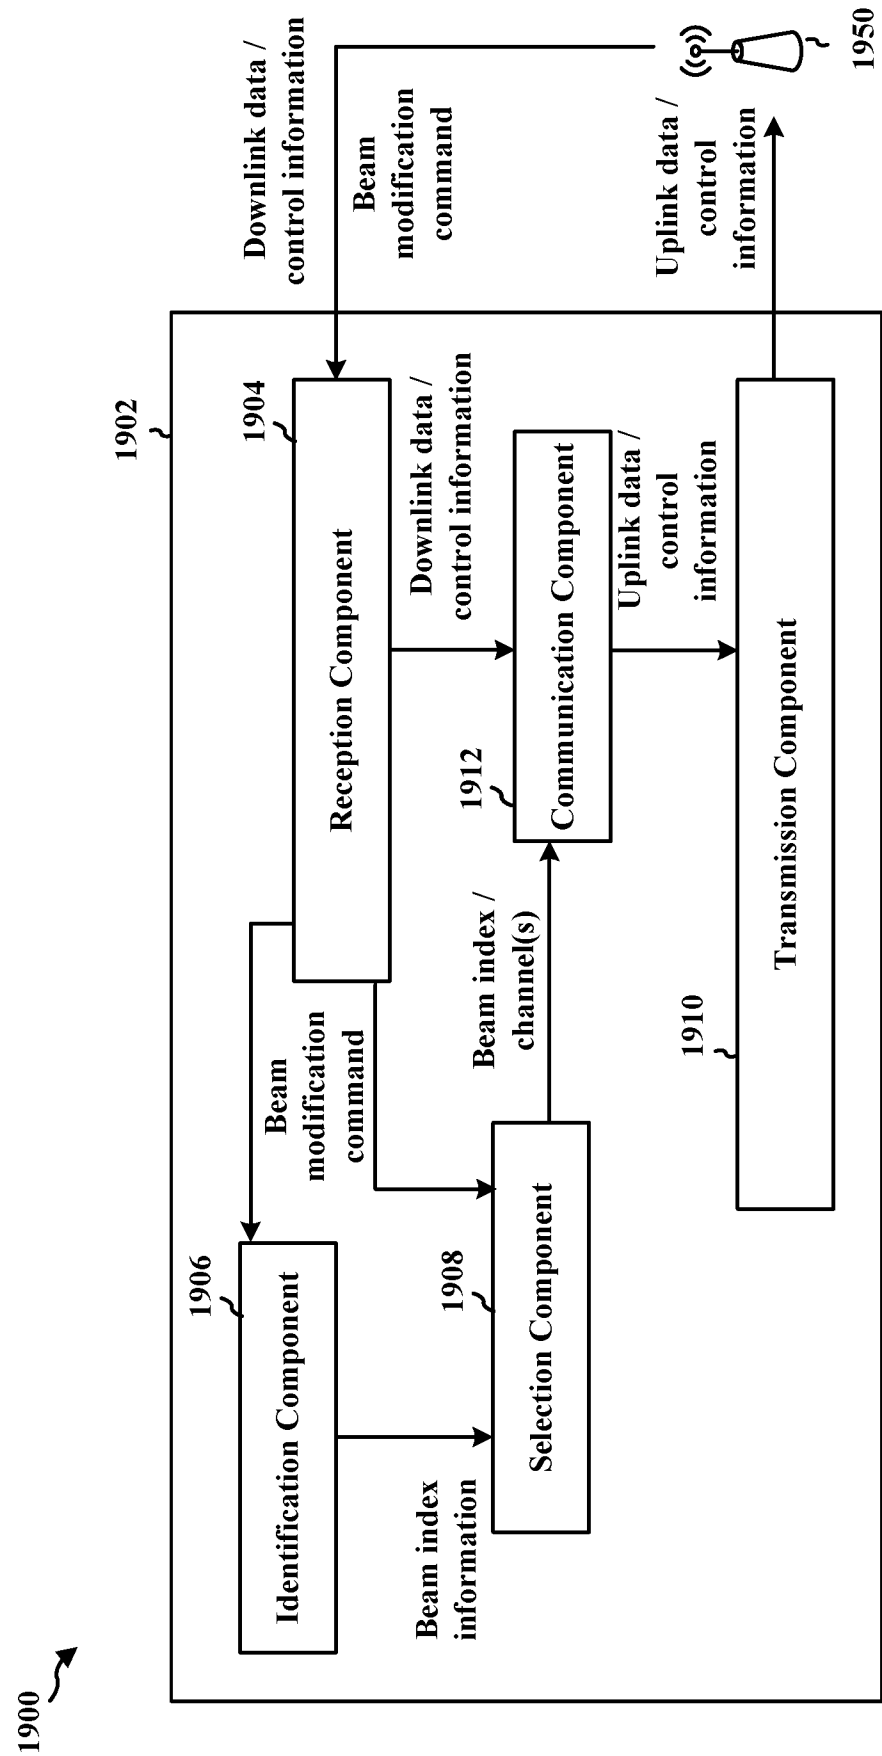 1900
1902
1906
Identification Component
Beam
modification
command
1904
Reception Component
Downlink data /
control information
Beam
modification
command
Beam index
information
1908
Selection Component
Beam index /
channel(s)
1912
Communication Component
Downlink data /
control information
Uplink data /
control
information
1910
Transmission Component
Uplink data /
control
information
1950